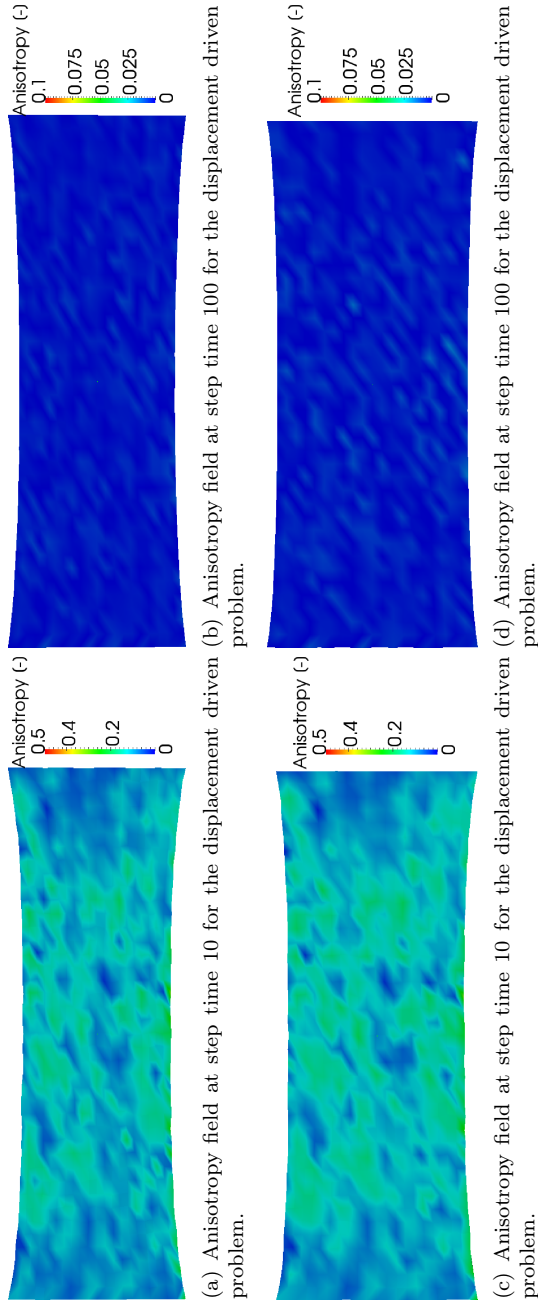 Anisotropy (-)
0.5
0.4
0.2
0
(a) Anisotropy field at step time 10 for the displacement driven
problem.
Anisotropy (-)
0.1
0.075
0.05
0.025
0
(b) Anisotropy field at step time 100 for the displacement driven
problem.
Anisotropy (-)
0.5
0.4
0.2
0
(c) Anisotropy field at step time 10 for the displacement driven
problem.
Anisotropy (-)
0.1
0.075
0.05
0.025
0
(d) Anisotropy field at step time 100 for the displacement driven
problem.